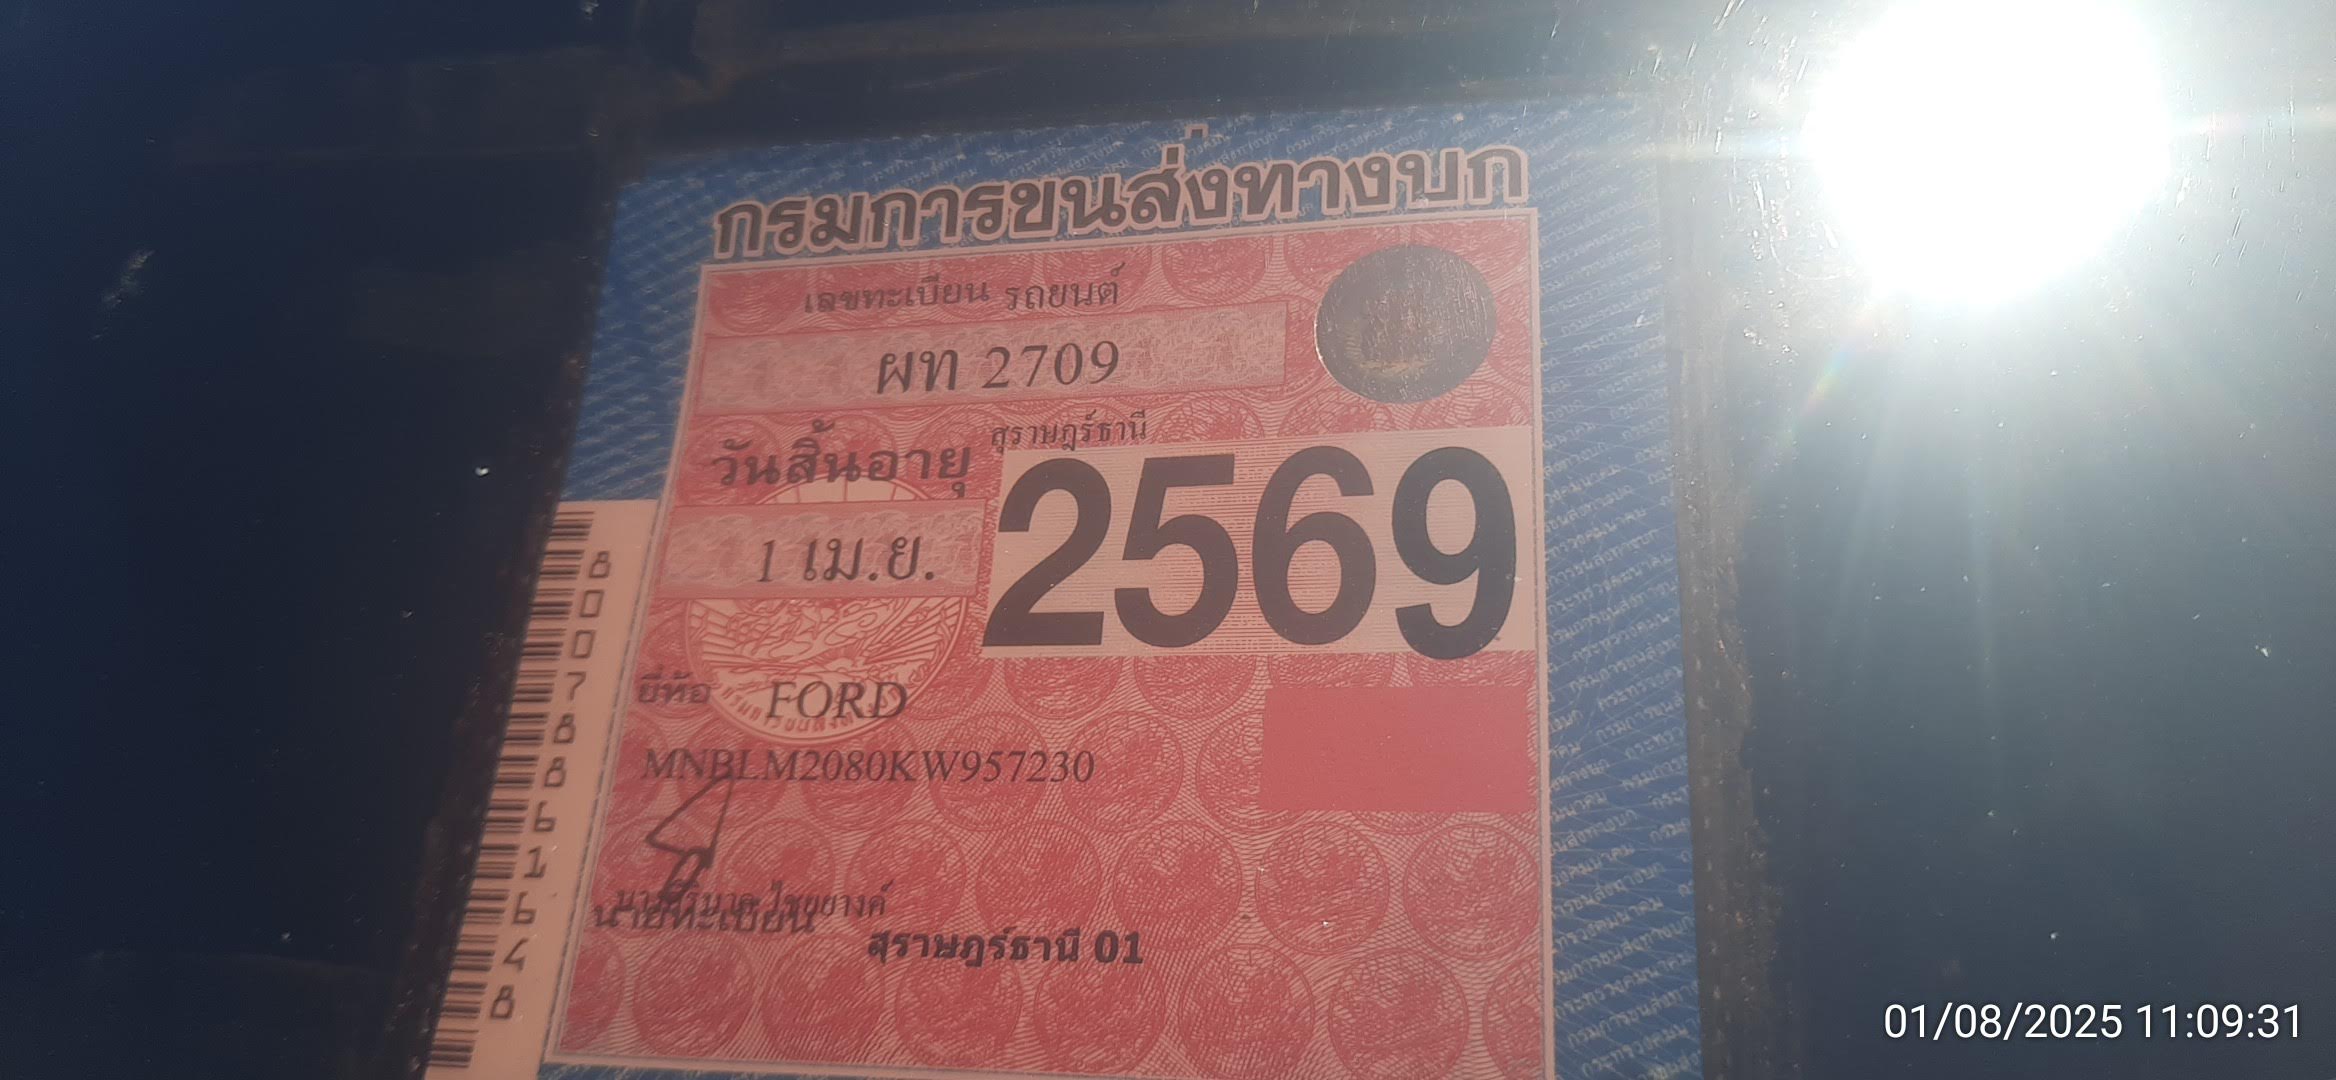 กรมการขนส่งทางบก
เลขทะเบียน รถยนต์
ผท 2709
สุราษฎร์ธานี
วันสิ้นอายุ
1 เม.ย. 2569
ยี่ห้อ FORD
MNBLM2080KW957230
นายทะเบียน
สุราษฎร์ธานี 01
80078861648
01/08/2025 11:09:31